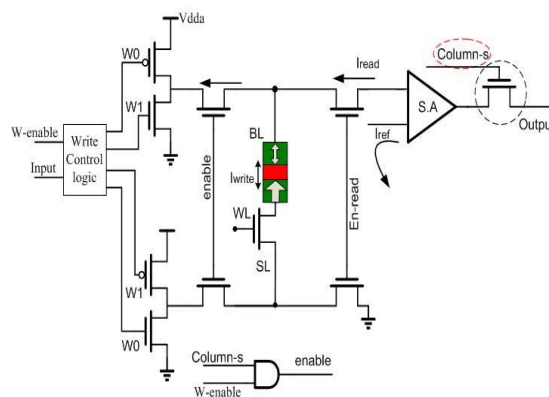 Vdda
W0
Column-s
Iread
W1
S.A
W-enable
Write
Control
logic
Input
BL
Iref
Output
enable
Iwrite
En-read
WL
SL
W1
W0
Column-s
enable
W-enable